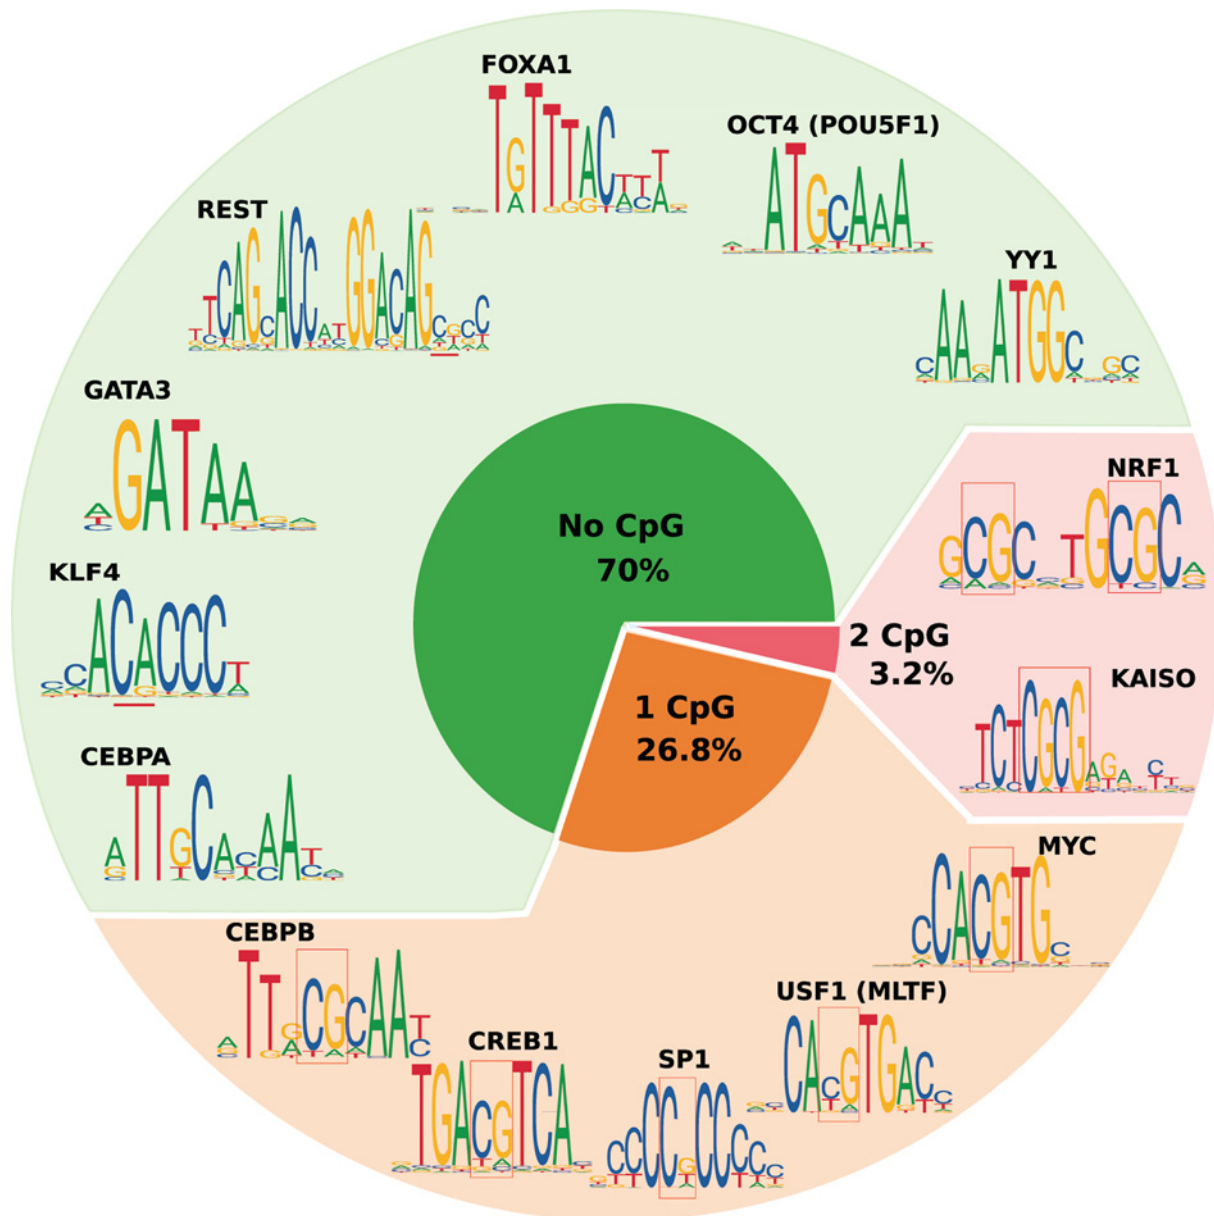 FOXA1
OCT4 (POU5F1)
REST
YY1
GATA3
NRF1
No CpG
70%
KLF4
2 CpG
3.2%
KAISO
1 CpG
26.8%
CEBPA
MYC
CEBPB
USF1 (MLTF)
CREB1
SP1